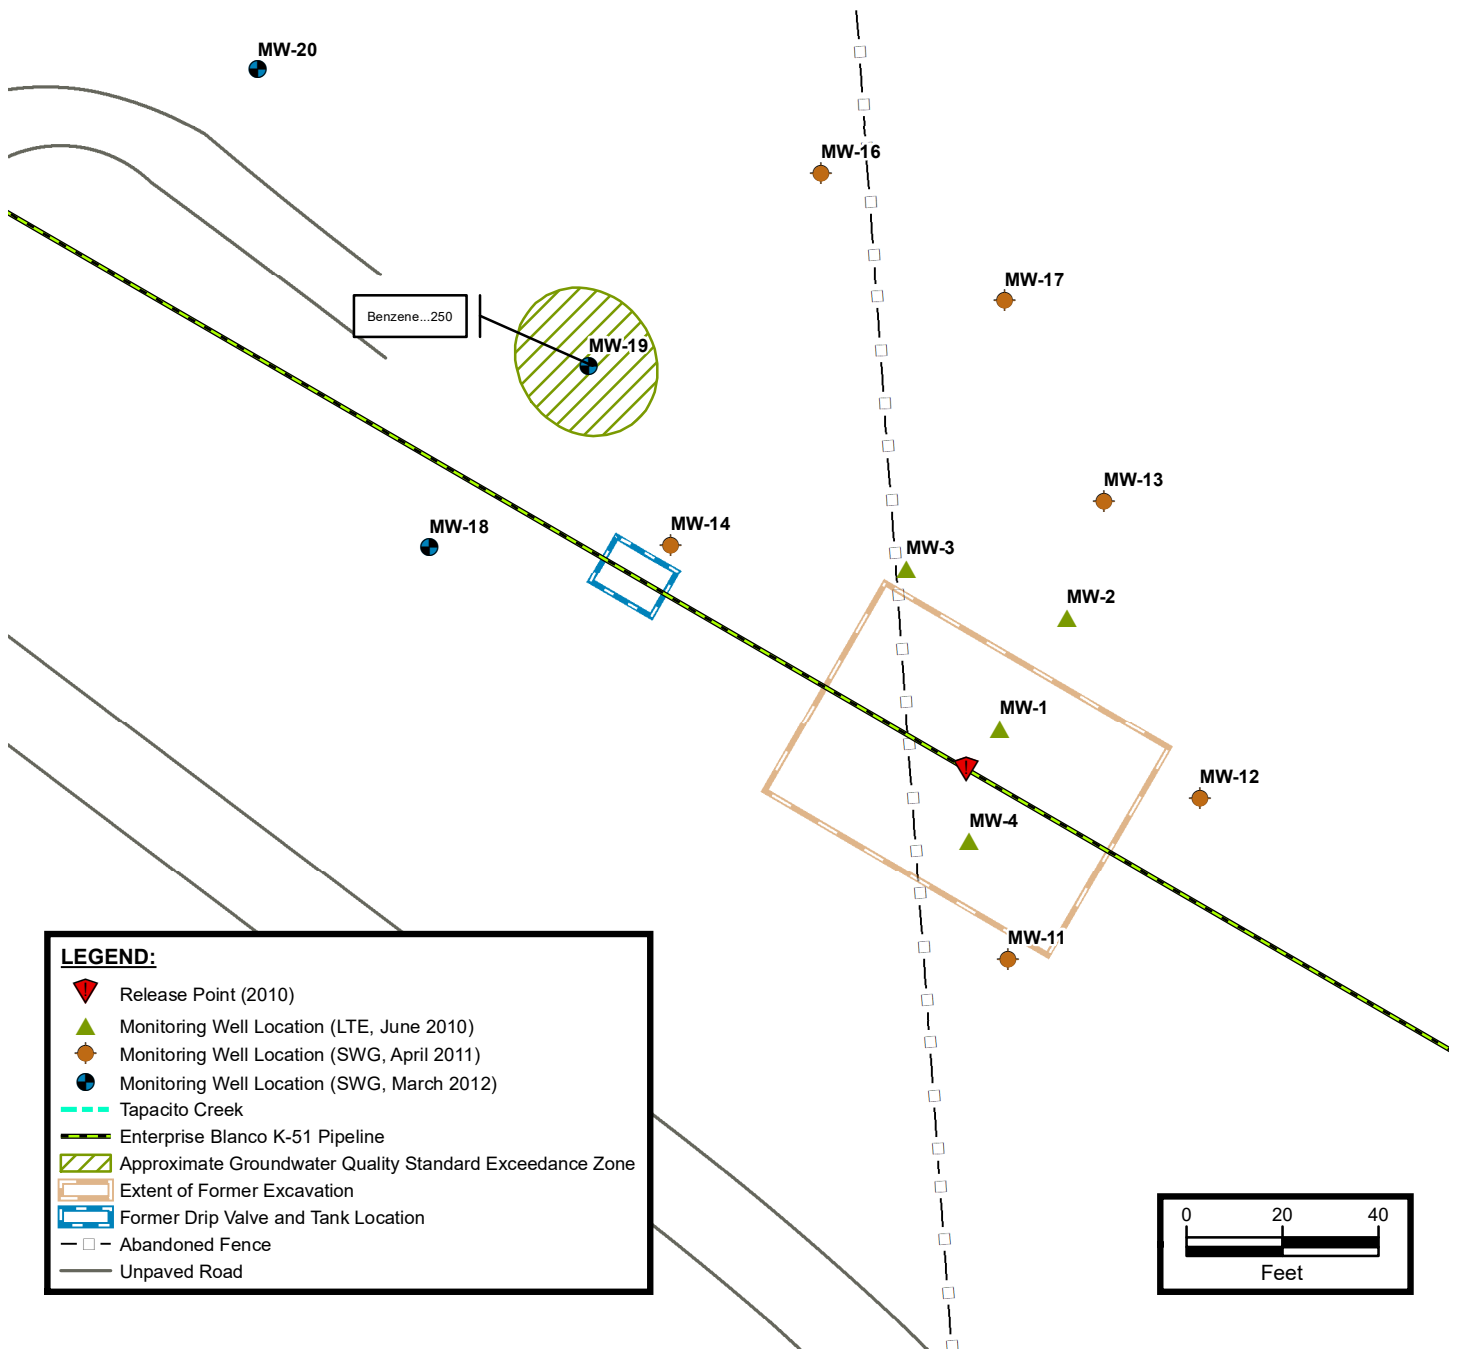 MW-20
MW-16
MW-17
Benzene...250
MW-19
MW-13
MW-14
MW-18
MW-3
MW-2
MW-1
MW-12
MW-4
MW-11
LEGEND:
Release Point (2010)
Monitoring Well Location (LTE, June 2010)
Monitoring Well Location (SWG, April 2011)
Monitoring Well Location (SWG, March 2012)
Tapacito Creek
Enterprise Blanco K-51 Pipeline
Approximate Groundwater Quality Standard Exceedance Zone
Extent of Former Excavation
Former Drip Valve and Tank Location
Abandoned Fence
Unpaved Road
0 20 40
Feet